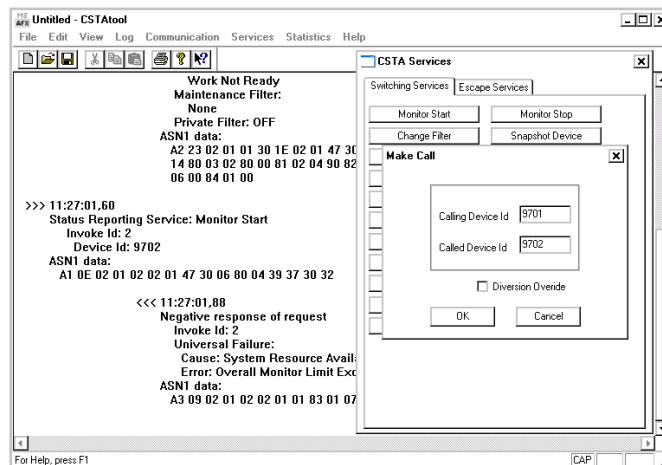 MS
AFE
Untitled - CSTAtool
File Edit View Log Communication Services Statistics Help
Work Not Ready
Maintenance Filter:
None
Private Filter: OFF
ASN1 data:
A2 23 02 01 01 30 1E 02 01 47 30
14 80 03 02 80 00 81 02 04 90 82
06 00 84 01 00
>>> 11:27:01,60
Status Reporting Service: Monitor Start
Invoke Id: 2
Device Id: 9702
ASN1 data:
A1 0E 02 01 02 02 01 47 30 06 80 04 39 37 30 32
<<< 11:27:01,88
Negative response of request
Invoke Id: 2
Universal Failure:
Cause: System Resource Avail
Error: Overall Monitor Limit Exc
ASN1 data:
A3 09 02 01 02 02 01 01 83 01 07
CSTA Services
Switching Services Escape Services
Monitor Start Monitor Stop
Change Filter Snapshot Device
Make Call
Calling Device Id 9701
Called Device Id 9702
Diversion Overide
OK Cancel
For Help, press F1
CAP